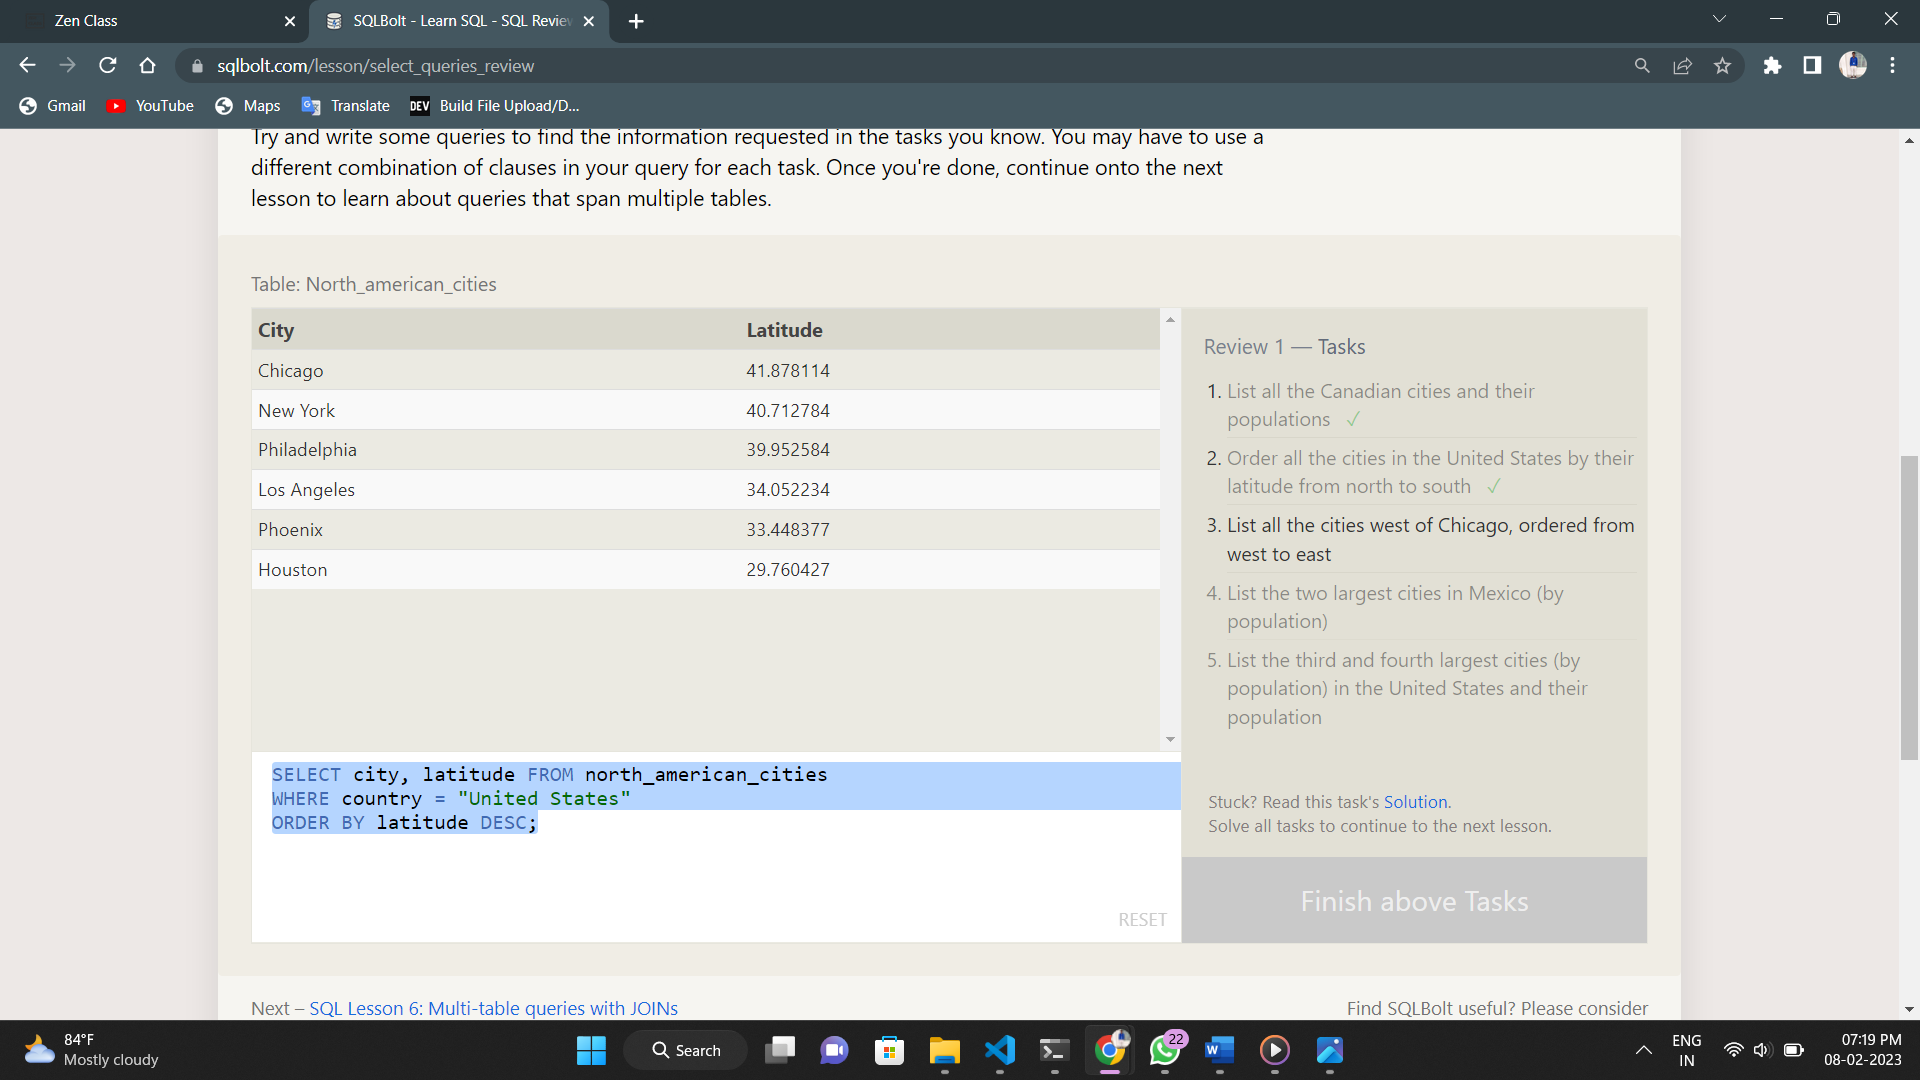 Zen Class
SQLBolt - Learn SQL - SQL Review
sqlbolt.com/lesson/select_queries_review
Gmail
YouTube
Maps
Translate
DEV
Build File Upload/D...
Try and write some queries to find the information requested in the tasks you know. You may have to use a
different combination of clauses in your query for each task. Once you're done, continue onto the next
lesson to learn about queries that span multiple tables.
Table: North_american_cities
City Latitude
Chicago 41.878114
New York 40.712784
Philadelphia 39.952584
Los Angeles 34.052234
Phoenix 33.448377
Houston 29.760427
SELECT city, latitude FROM north_american_cities
WHERE country = "United States"
ORDER BY latitude DESC;
RESET
Review 1 — Tasks
1. List all the Canadian cities and their
populations ✓
2. Order all the cities in the United States by their
latitude from north to south ✓
3. List all the cities west of Chicago, ordered from
west to east
4. List the two largest cities in Mexico (by
population)
5. List the third and fourth largest cities (by
population) in the United States and their
population
Stuck? Read this task's Solution.
Solve all tasks to continue to the next lesson.
Finish above Tasks
Next – SQL Lesson 6: Multi-table queries with JOINs
Find SQLBolt useful? Please consider
84°F
Mostly cloudy
Search
22
ENG
IN
07:19 PM
08-02-2023